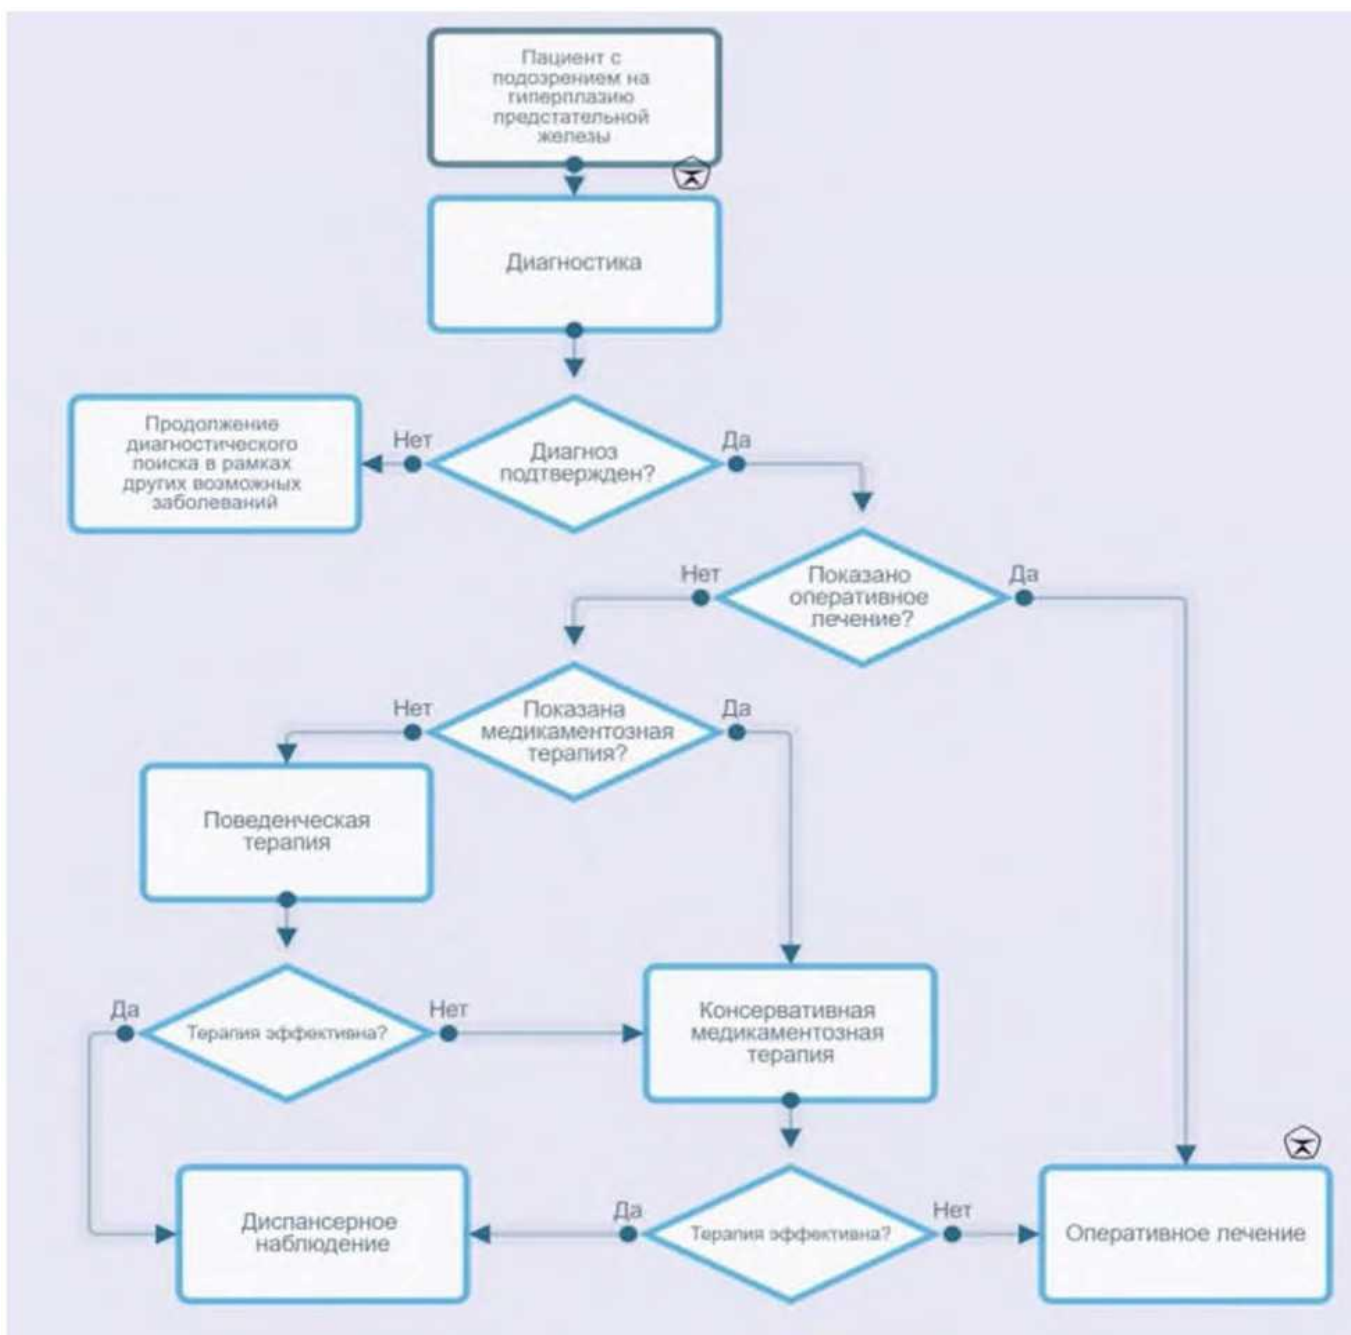 Пациент с
подозрением на
гиперплазию
предстательной
железы
Диагностика
Продолжение
диагностического
поиска в рамках
других возможных
заболеваний
Нет
Диагноз
подтвержден?
Да
Нет
Показано
оперативное
лечение?
Да
Нет
Показана
медикаментозная
терапия?
Да
Поведенческая
терапия
Да
Терапия эффективна?
Нет
Консервативная
медикаментозная
терапия
Диспансерное
наблюдение
Да
Терапия эффективна?
Нет
Оперативное лечение